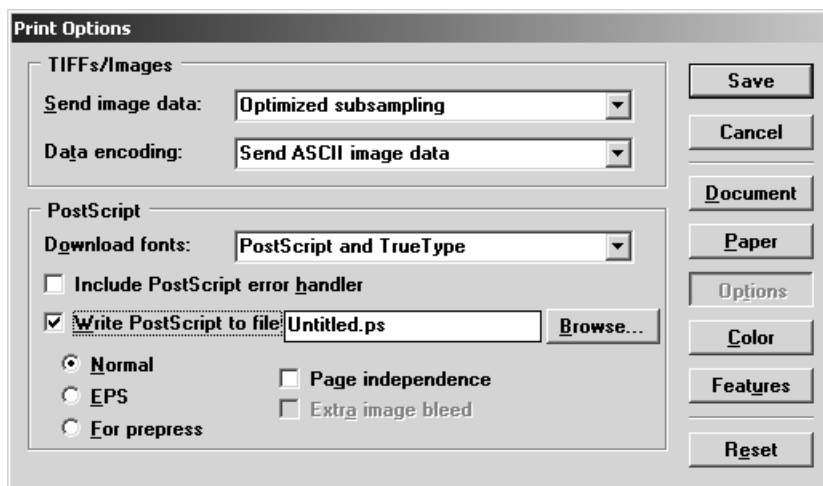 Print Options
TIFFs/Images
Send image data:
Optimized subsampling
Data encoding:
Send ASCII image data
PostScript
Download fonts:
PostScript and TrueType
Include PostScript error handler
Write PostScript to file
Untitled.ps
Browse...
Normal
EPS
For prepress
Page independence
Extra image bleed
Save
Cancel
Document
Paper
Options
Color
Features
Reset